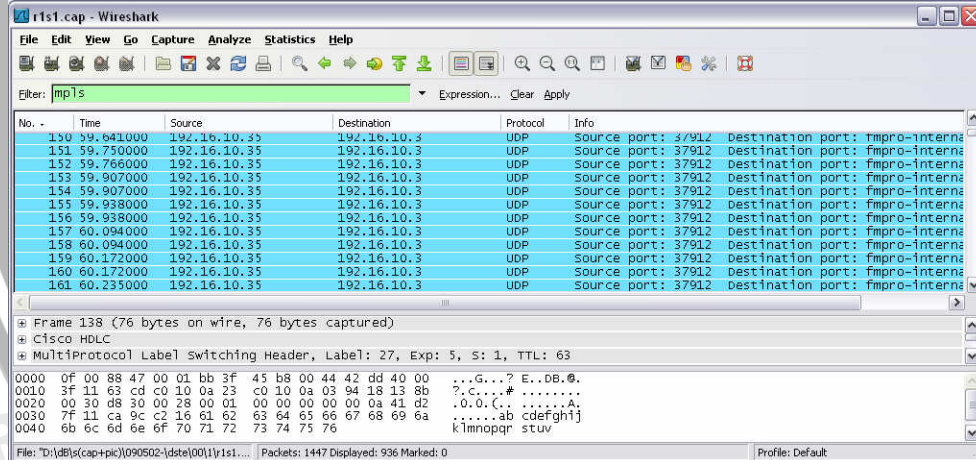 r1s1.cap - Wireshark
File Edit View Go Capture Analyze Statistics Help
Filter: mpls Expression... Clear Apply
No. - Time Source Destination Protocol Info
150 59.641000 192.16.10.35 192.16.10.3 UDP Source port: 37912 Destination port: fmpro-interna
151 59.750000 192.16.10.35 192.16.10.3 UDP Source port: 37912 Destination port: fmpro-interna
152 59.766000 192.16.10.35 192.16.10.3 UDP Source port: 37912 Destination port: fmpro-interna
153 59.907000 192.16.10.35 192.16.10.3 UDP Source port: 37912 Destination port: fmpro-interna
154 59.907000 192.16.10.35 192.16.10.3 UDP Source port: 37912 Destination port: fmpro-interna
155 59.938000 192.16.10.35 192.16.10.3 UDP Source port: 37912 Destination port: fmpro-interna
156 59.938000 192.16.10.35 192.16.10.3 UDP Source port: 37912 Destination port: fmpro-interna
157 60.094000 192.16.10.35 192.16.10.3 UDP Source port: 37912 Destination port: fmpro-interna
158 60.094000 192.16.10.35 192.16.10.3 UDP Source port: 37912 Destination port: fmpro-interna
159 60.172000 192.16.10.35 192.16.10.3 UDP Source port: 37912 Destination port: fmpro-interna
160 60.172000 192.16.10.35 192.16.10.3 UDP Source port: 37912 Destination port: fmpro-interna
161 60.235000 192.16.10.35 192.16.10.3 UDP Source port: 37912 Destination port: fmpro-interna
Frame 138 (76 bytes on wire, 76 bytes captured)
Cisco HDLC
MultiProtocol Label Switching Header, Label: 27, Exp: 5, S: 1, TTL: 63
0000 0f 00 88 47 00 01 bb 3f 45 b8 00 44 42 dd 40 00 ...G...? E..DB.@.
0010 3f 11 63 cd c0 10 0a 23 c0 10 0a 03 94 18 13 8b ?.c....# ........
0020 00 30 d8 30 00 28 00 01 00 00 00 00 00 0a 41 d2 .0.0.(.. ......A.
0030 7f 11 ca 9c c2 16 61 62 63 64 65 66 67 68 69 6a ......ab cdefghij
0040 6b 6c 6d 6e 6f 70 71 72 73 74 75 76 klmnopqr stuv
File: "D:\dB\s(cap+pic)\090502-\dste\00\1\r1s1.... Packets: 1447 Displayed: 936 Marked: 0 Profile: Default